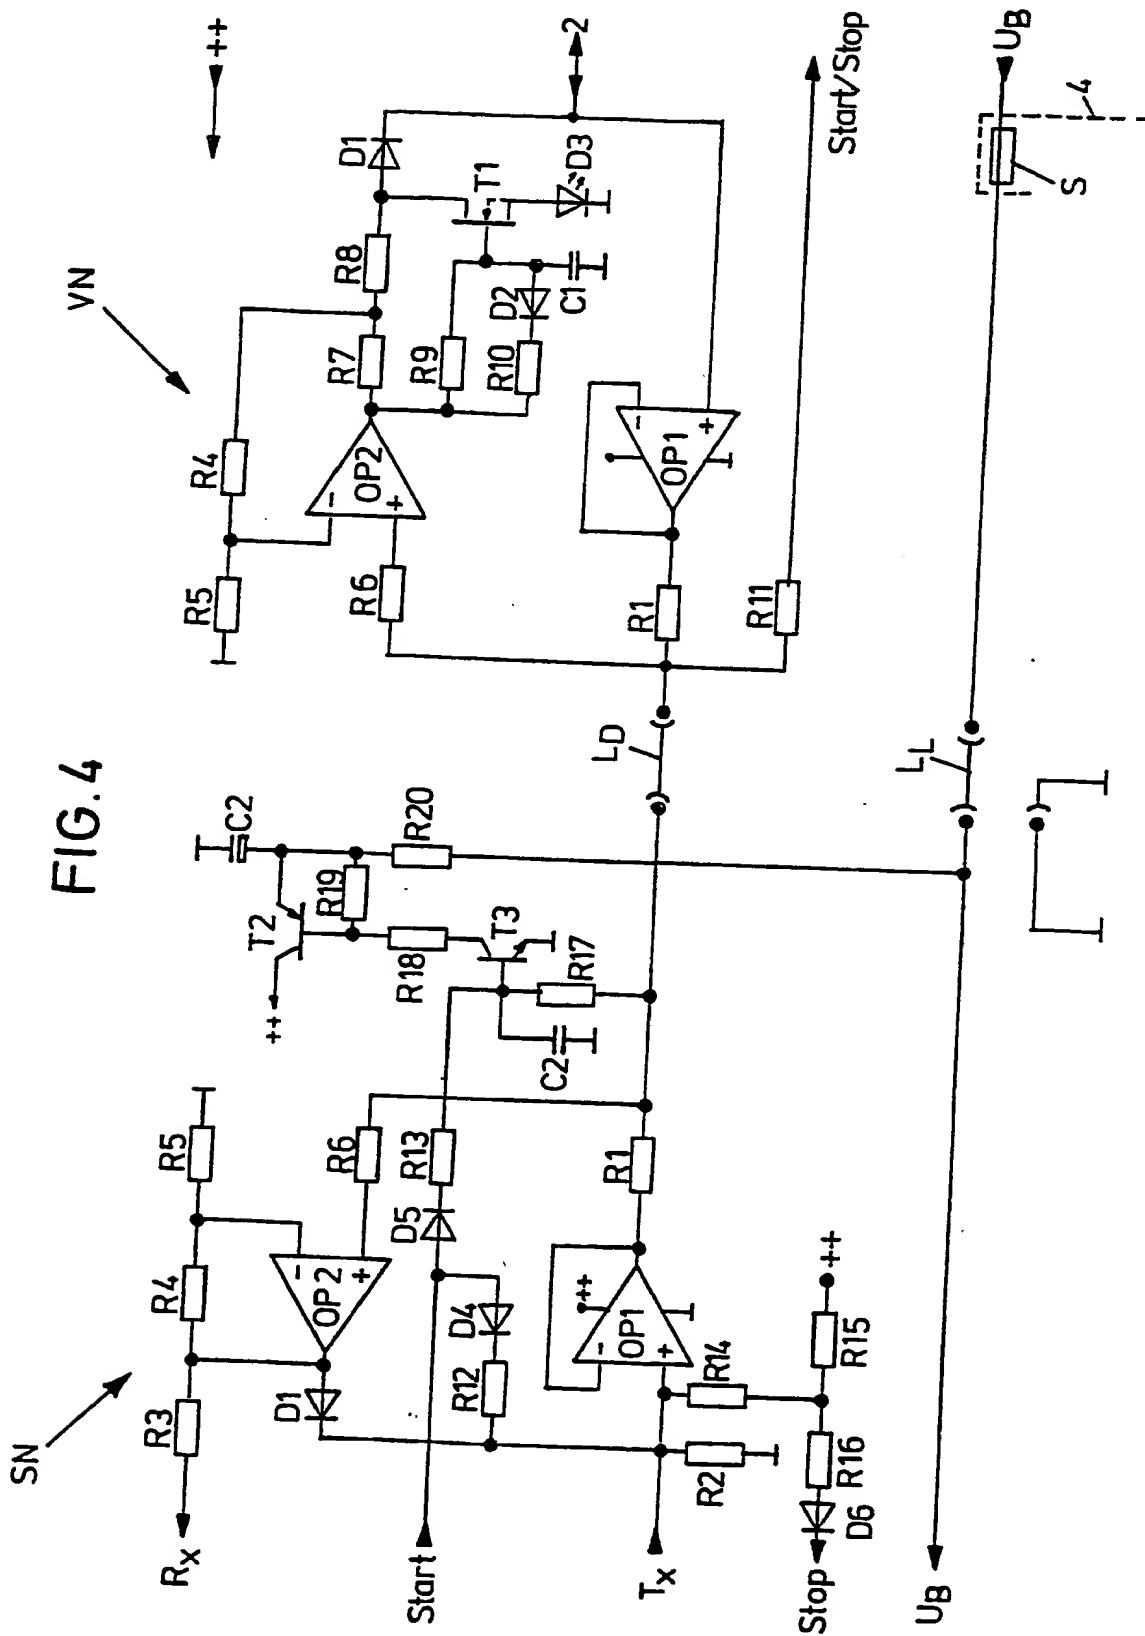 FIG. 4
SN
VN
++
Rx
R3
R4
R5
OP2
-
+
D1
R6
Start
D5
R13
D4
R12
Tx
R2
OP1
-
+
++
R1
R14
R15
++
R16
D6
Stop
UB
T2
++
C2
R19
R20
R18
T3
R17
C2
LD
LL
R5
R4
OP2
-
+
R6
R7
R8
D1
R9
R10
D2
C1
T1
D3
2
OP1
-
+
R1
R11
Start/Stop
UB
S
4